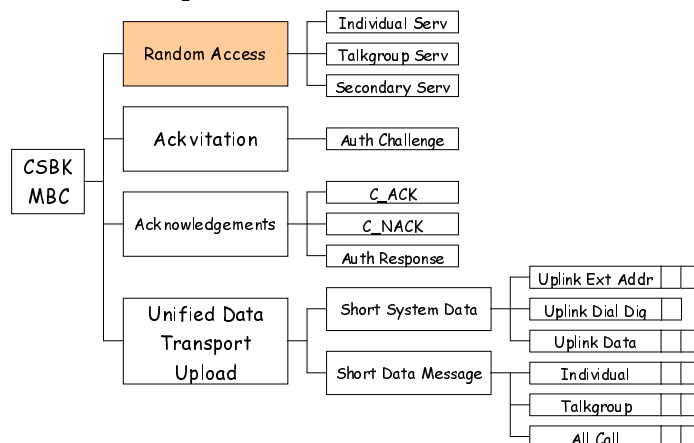 Individual Serv
Random Access
Talkgroup Serv
Secondary Serv
Ackvitation
Auth Challenge
CSBK
MBC
C_ACK
Acknowledgements
C_NACK
Auth Response
Unified Data
Transport
Upload
Short System Data
Uplink Ext Addr
Uplink Dial Dig
Uplink Data
Short Data Message
Individual
Talkgroup
All Call